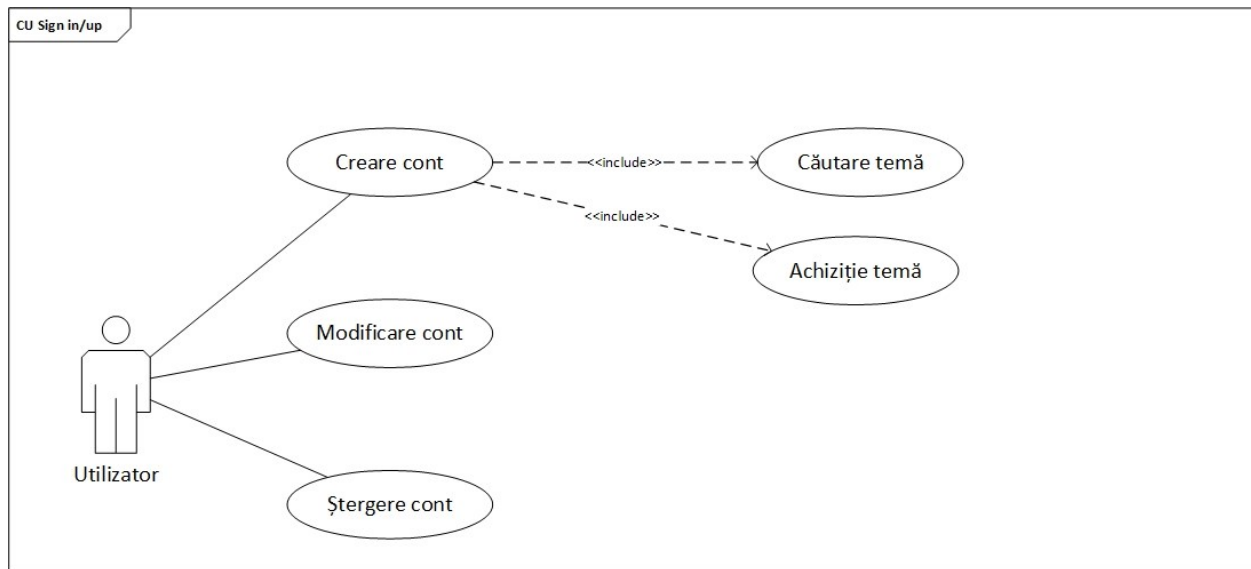 CU Sign in/up
Creare cont
<<include>>
Căutare temă
<<include>>
Achiziție temă
Modificare cont
Utilizator
Ștergere cont